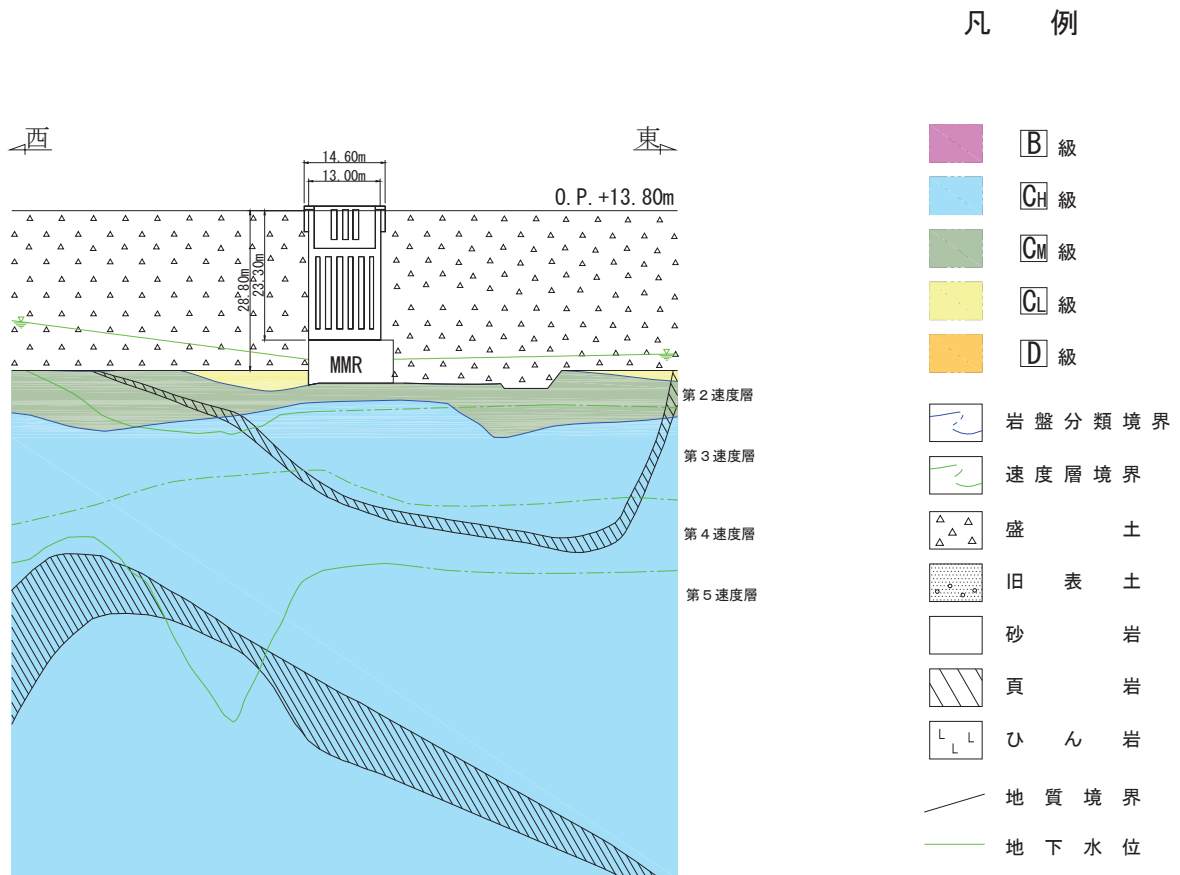 凡例
西
東
14.60m
13.00m
O.P.+13.80m
28.80m
23.30m
MMR
第2速度層
第3速度層
第4速度層
第5速度層
B 級
CH 級
CM 級
CL 級
D 級
岩盤分類境界
速度層境界
盛土
旧表土
砂岩
頁岩
ひん岩
地質境界
地下水位